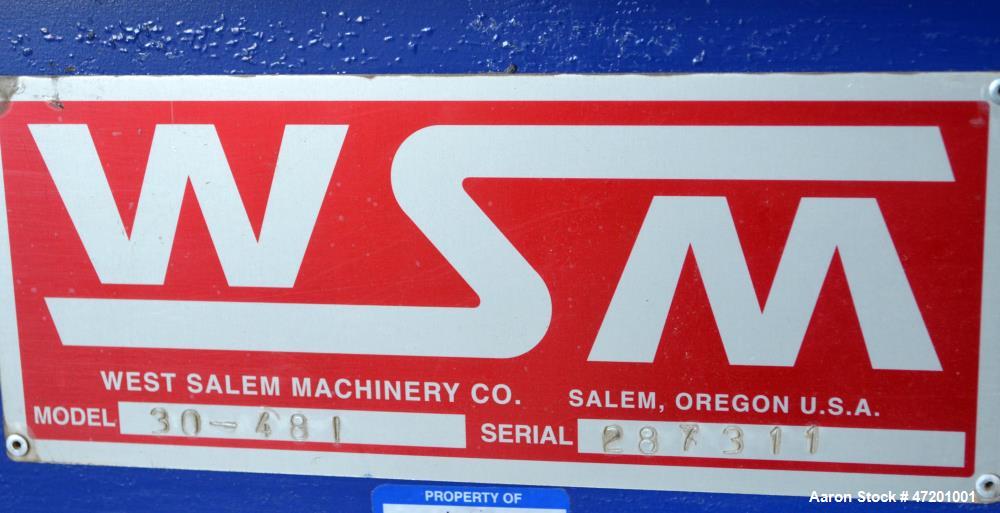 WSM
WEST SALEM MACHINERY CO. SALEM, OREGON U.S.A.
MODEL 30-481 SERIAL 287311
PROPERTY OF
Aaron Stock # 47201001